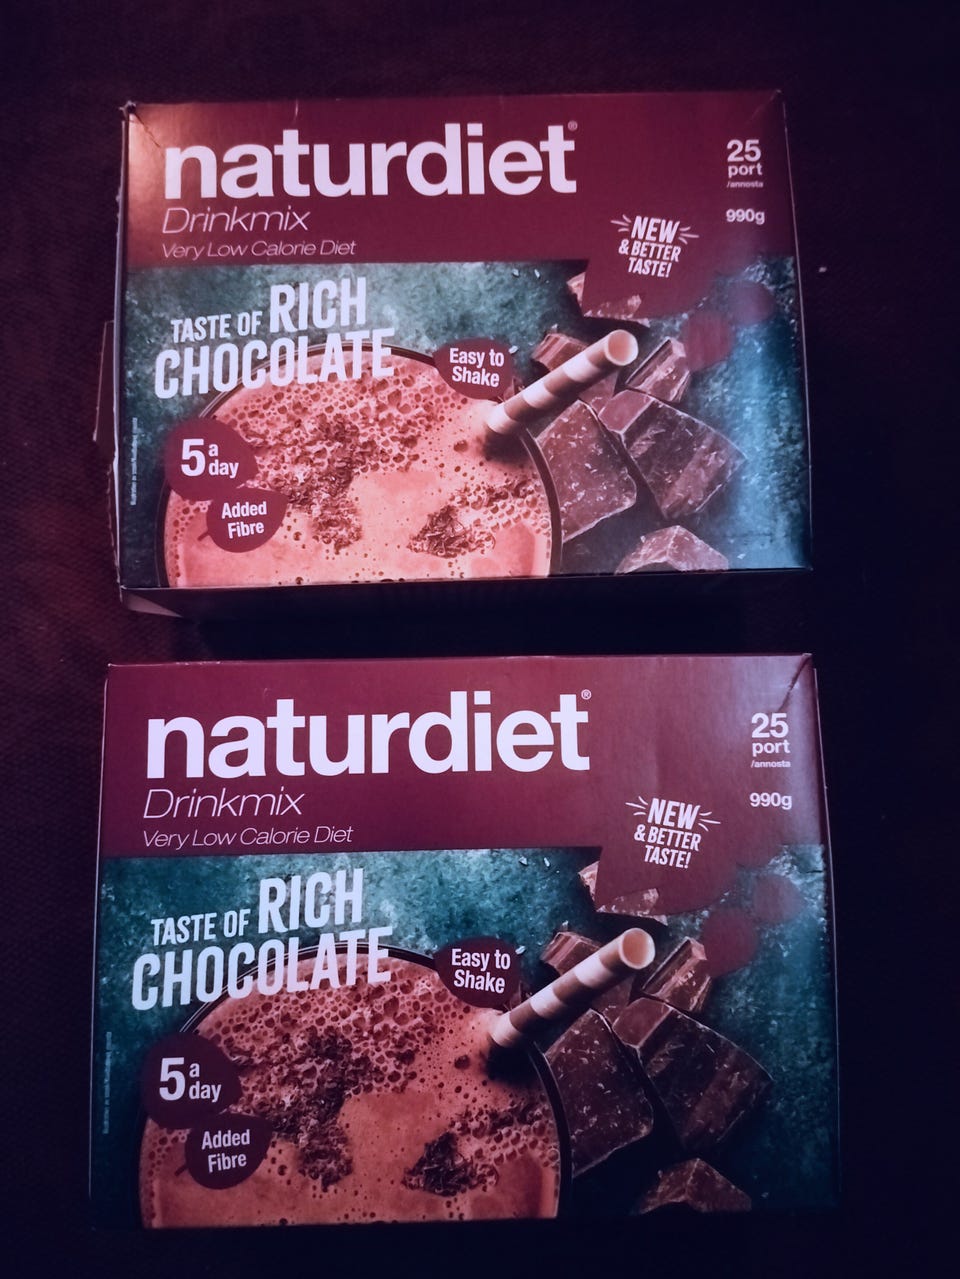 naturdiet®
Drinkmix
Very Low Calorie Diet
25
port
/annosta
990g
NEW
& BETTER
TASTE!
TASTE OF RICH
CHOCOLATE
Easy to
Shake
5 a
day
Added
Fibre
naturdiet®
Drinkmix
Very Low Calorie Diet
25
port
/annosta
990g
NEW
& BETTER
TASTE!
TASTE OF RICH
CHOCOLATE
Easy to
Shake
5 a
day
Added
Fibre